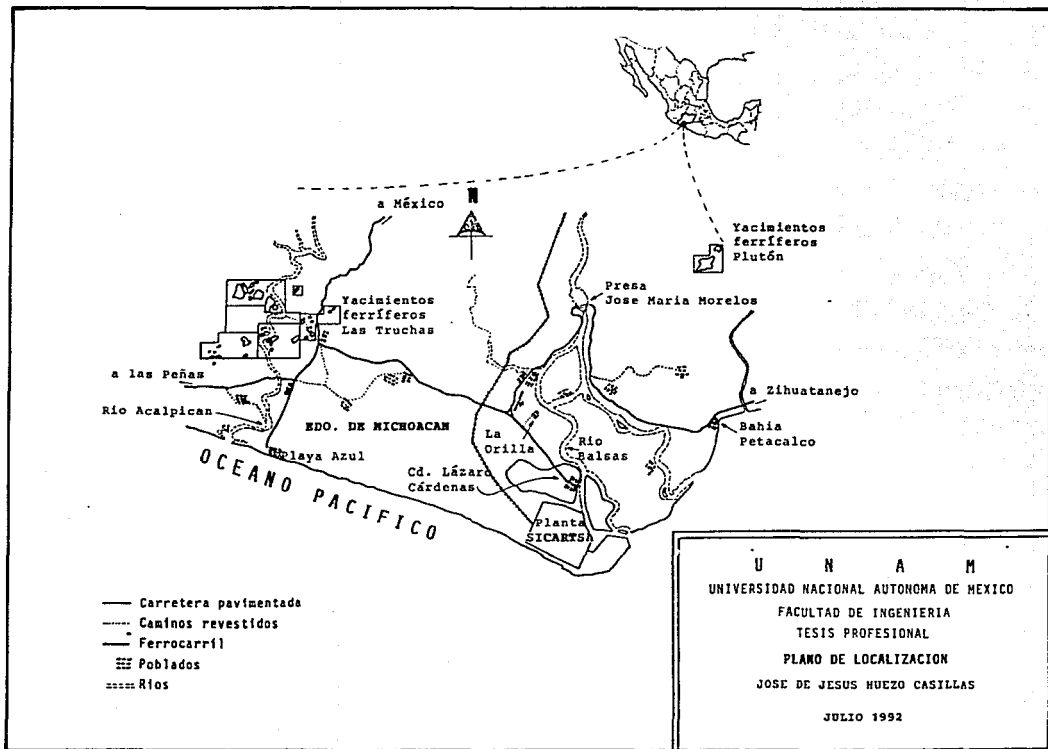 a México
N
Yacimientos
ferríferos
Plutón
Presa
Jose Maria Morelos
Yacimientos
ferríferos
Las Truchas
a las Peñas
a Zihuatanejo
Rio Acalpican
EDO. DE MICHOACAN
La
Orilla
Rio
Balsas
Bahia
Petacalco
Playa Azul
Cd. Lázaro
Cárdenas
OCEANO PACIFICO
Planta
SICARTSA
Carretera pavimentada
Caminos revestidos
Ferrocarril
Poblados
Rios
U N A M
UNIVERSIDAD NACIONAL AUTONOMA DE MEXICO
FACULTAD DE INGENIERIA
TESIS PROFESIONAL
PLANO DE LOCALIZACION
JOSE DE JESUS HUEZO CASILLAS
JULIO 1992